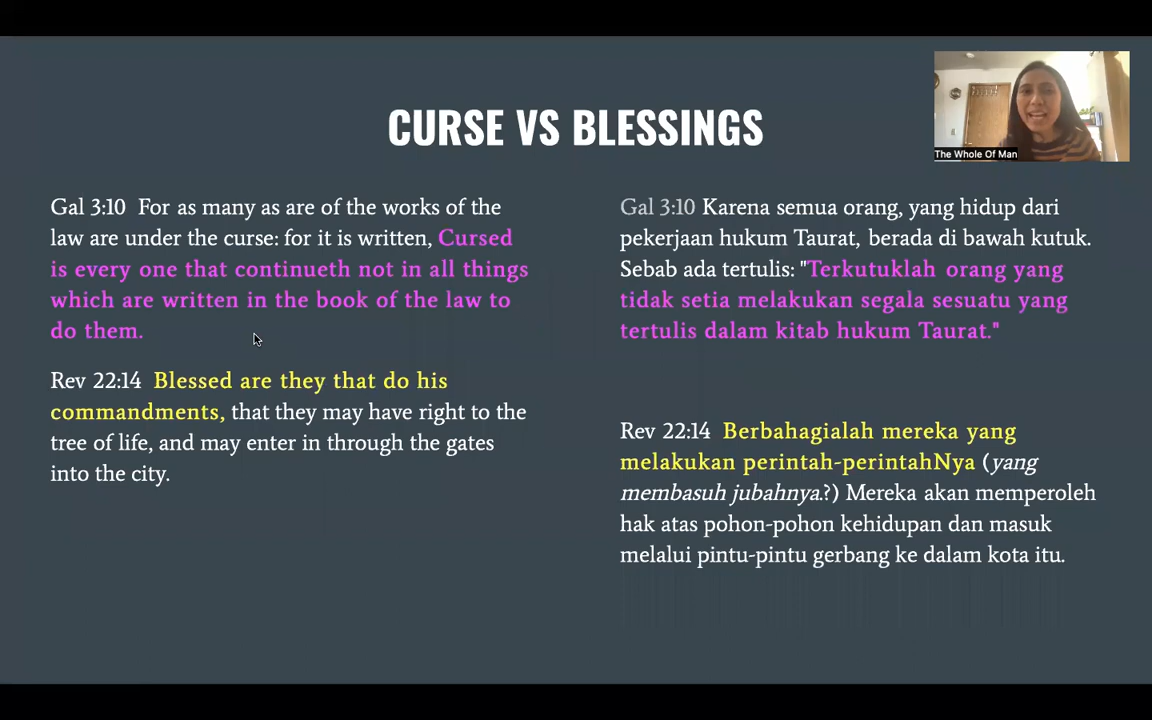 CURSE VS BLESSINGS
The Whole Of Man
Gal 3:10  For as many as are of the works of the
law are under the curse: for it is written, Cursed
is every one that continueth not in all things
which are written in the book of the law to
do them.
Rev 22:14  Blessed are they that do his
commandments, that they may have right to the
tree of life, and may enter in through the gates
into the city.
Gal 3:10 Karena semua orang, yang hidup dari
pekerjaan hukum Taurat, berada di bawah kutuk.
Sebab ada tertulis: "Terkutuklah orang yang
tidak setia melakukan segala sesuatu yang
tertulis dalam kitab hukum Taurat."
Rev 22:14  Berbahagialah mereka yang
melakukan perintah-perintahNya (yang
membasuh jubahnya.?) Mereka akan memperoleh
hak atas pohon-pohon kehidupan dan masuk
melalui pintu-pintu gerbang ke dalam kota itu.